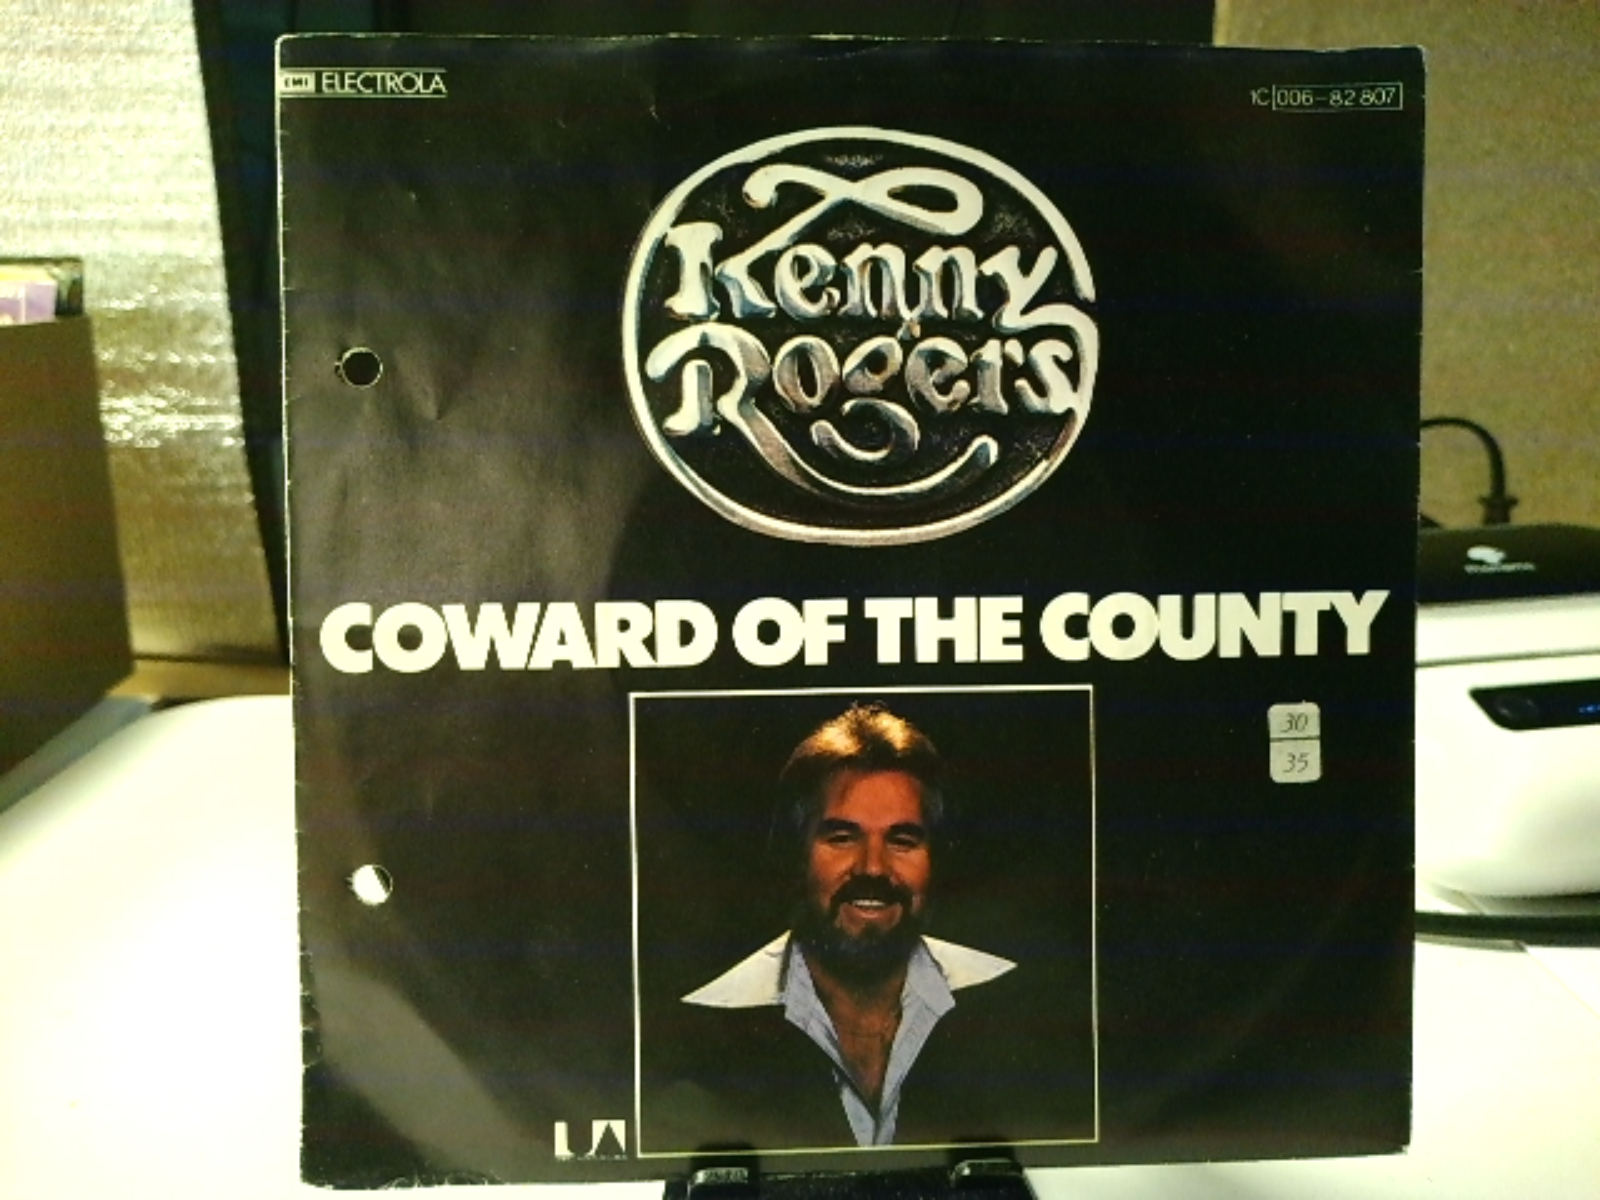 EMI ELECTROLA
1C 006-82 807
Kenny
Rogers
COWARD OF THE COUNTY
30
35
UA